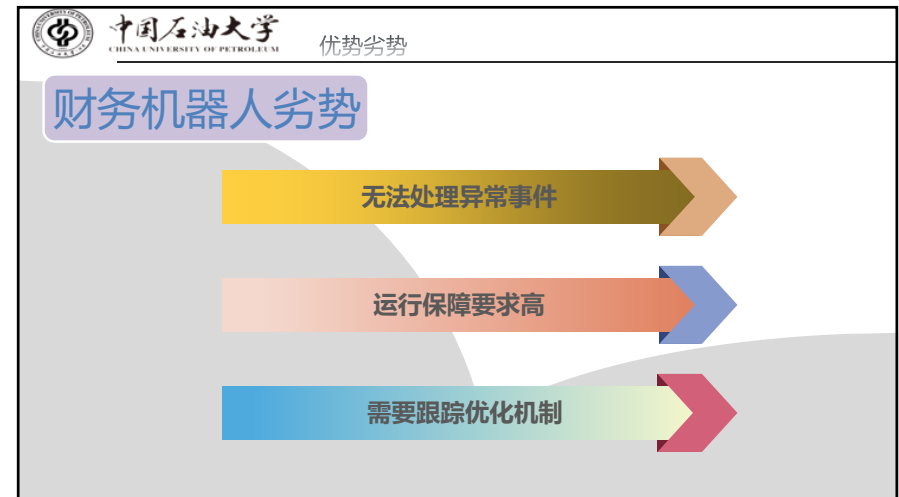 中国石油大学
CHINA UNIVERSITY OF PETROLEUM
优势劣势
财务机器人劣势
无法处理异常事件
运行保障要求高
需要跟踪优化机制